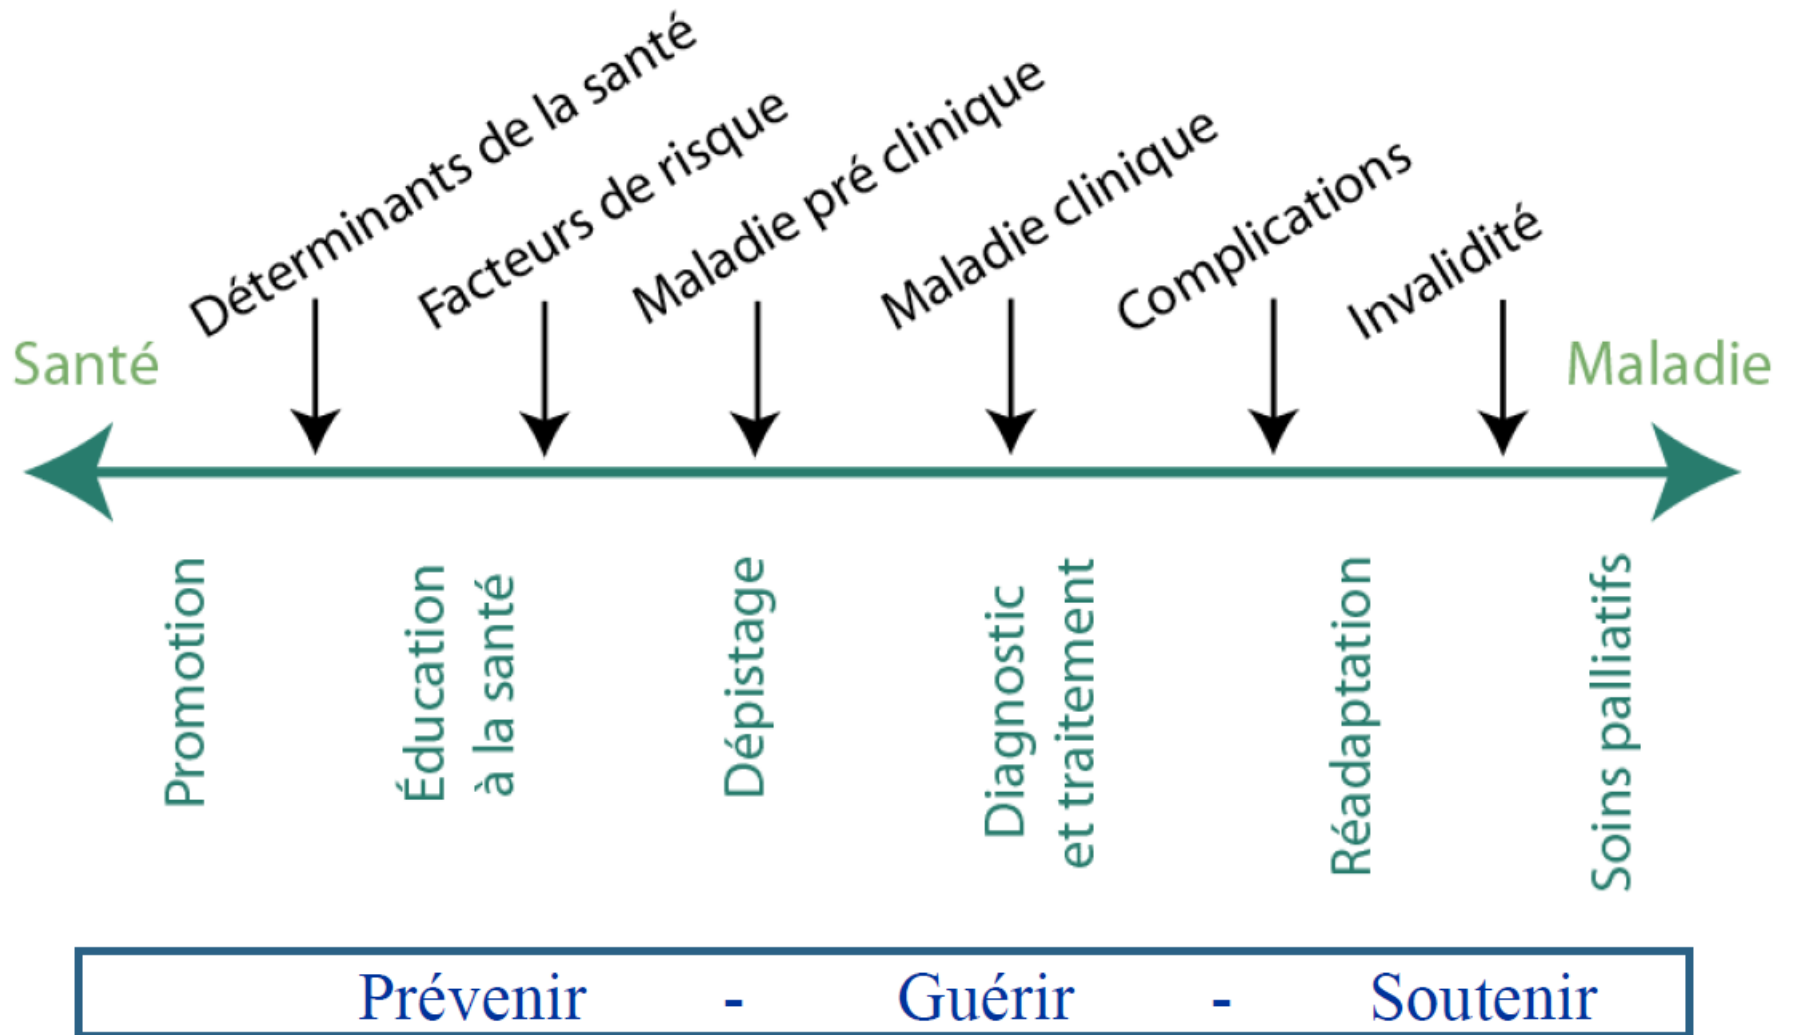 Déterminants de la santé
Facteurs de risque
Maladie pré clinique
Maladie clinique
Complications
Invalidité
Santé
Maladie
Promotion
Éducation
à la santé
Dépistage
Diagnostic
et traitement
Réadaptation
Soins palliatifs
Prévenir - Guérir - Soutenir